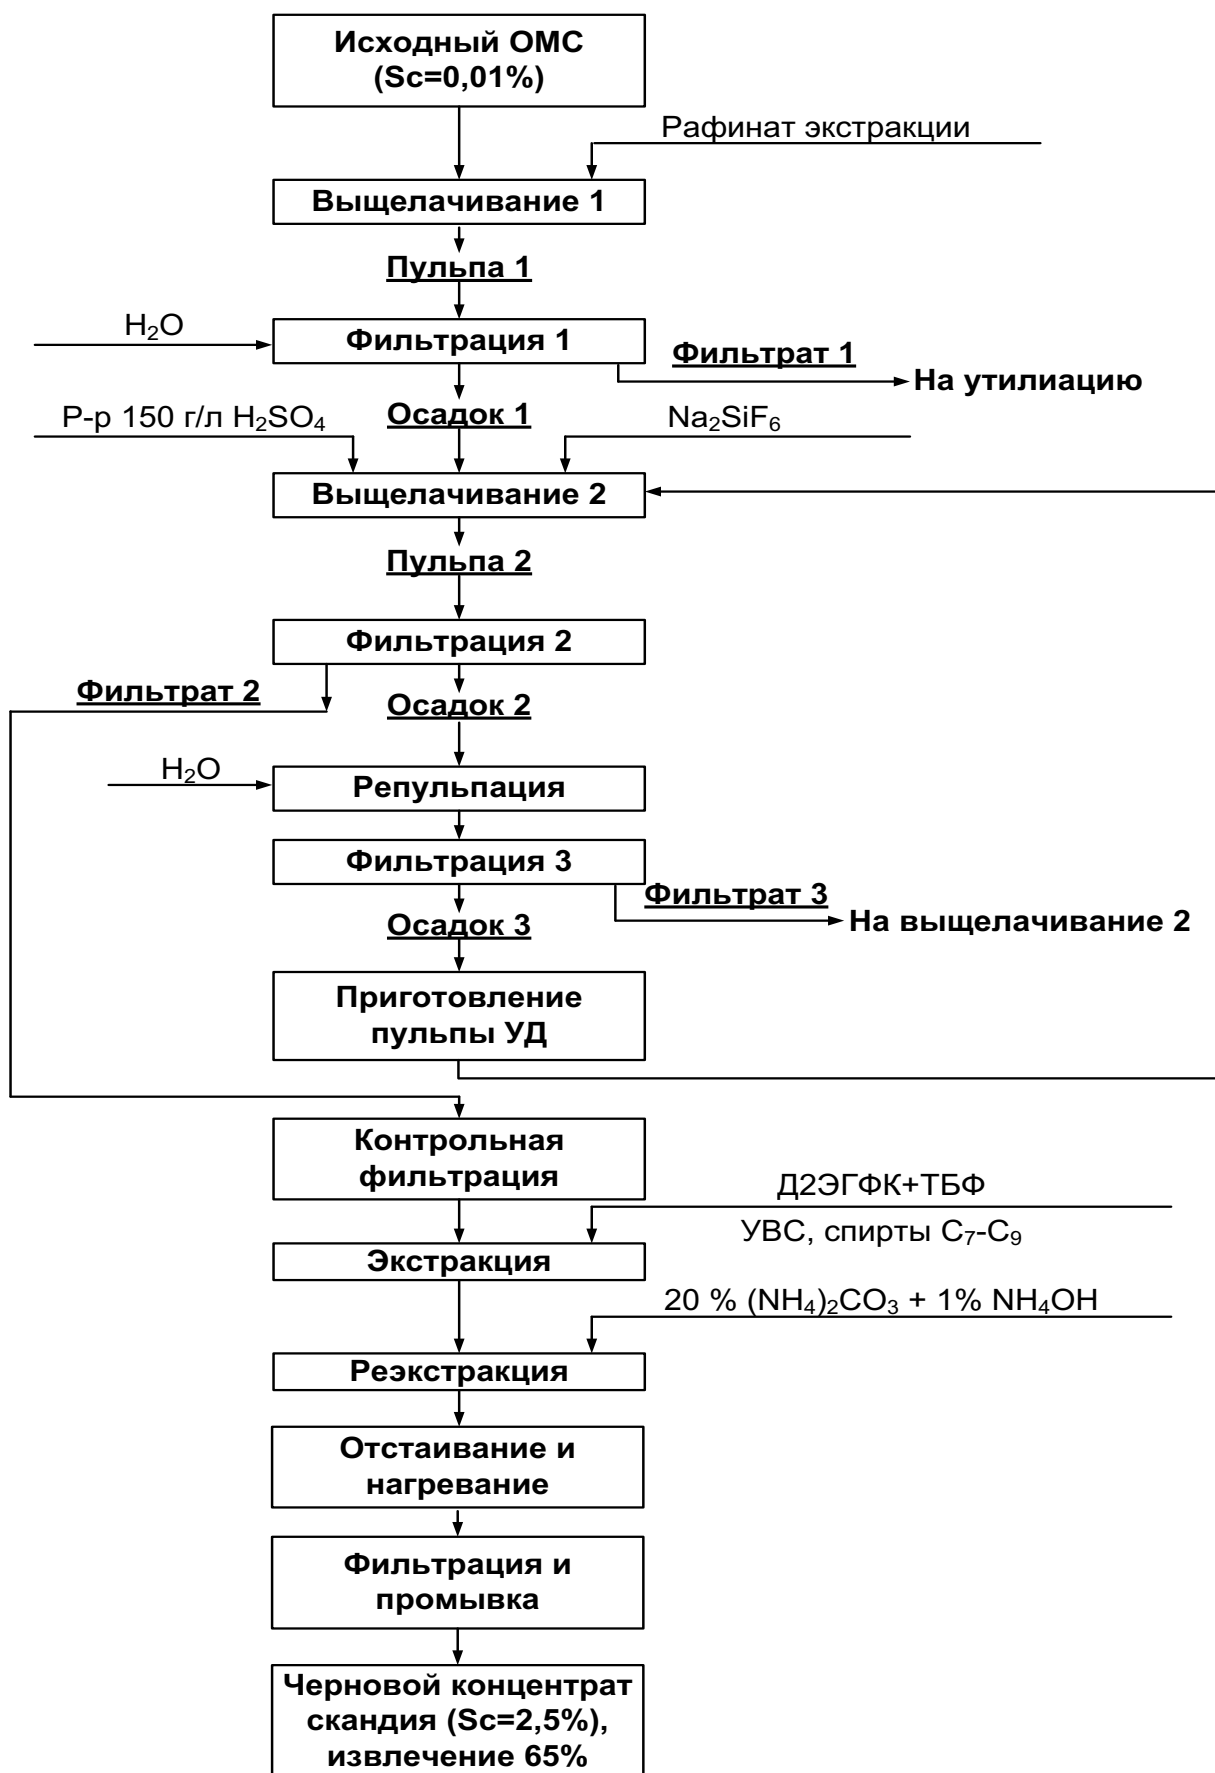 Исходный ОМС
(Sc=0,01%)
Рафинат экстракции
Выщелачивание 1
Пульпа 1
H₂O
Фильтрация 1
Фильтрат 1
На утилиацию
Р-р 150 г/л H₂SO₄
Осадок 1
Na₂SiF₆
Выщелачивание 2
Пульпа 2
Фильтрация 2
Фильтрат 2
Осадок 2
H₂O
Репульпация
Фильтрация 3
Фильтрат 3
Осадок 3
На выщелачивание 2
Приготовление
пульпы УД
Контрольная
фильтрация
Д2ЭГФК+ТБФ
УВС, спирты C₇-C₉
Экстракция
20 % (NH₄)₂CO₃ + 1% NH₄OH
Реэкстракция
Отстаивание и
нагревание
Фильтрация и
промывка
Черновой концентрат
скандия (Sc=2,5%),
извлечение 65%